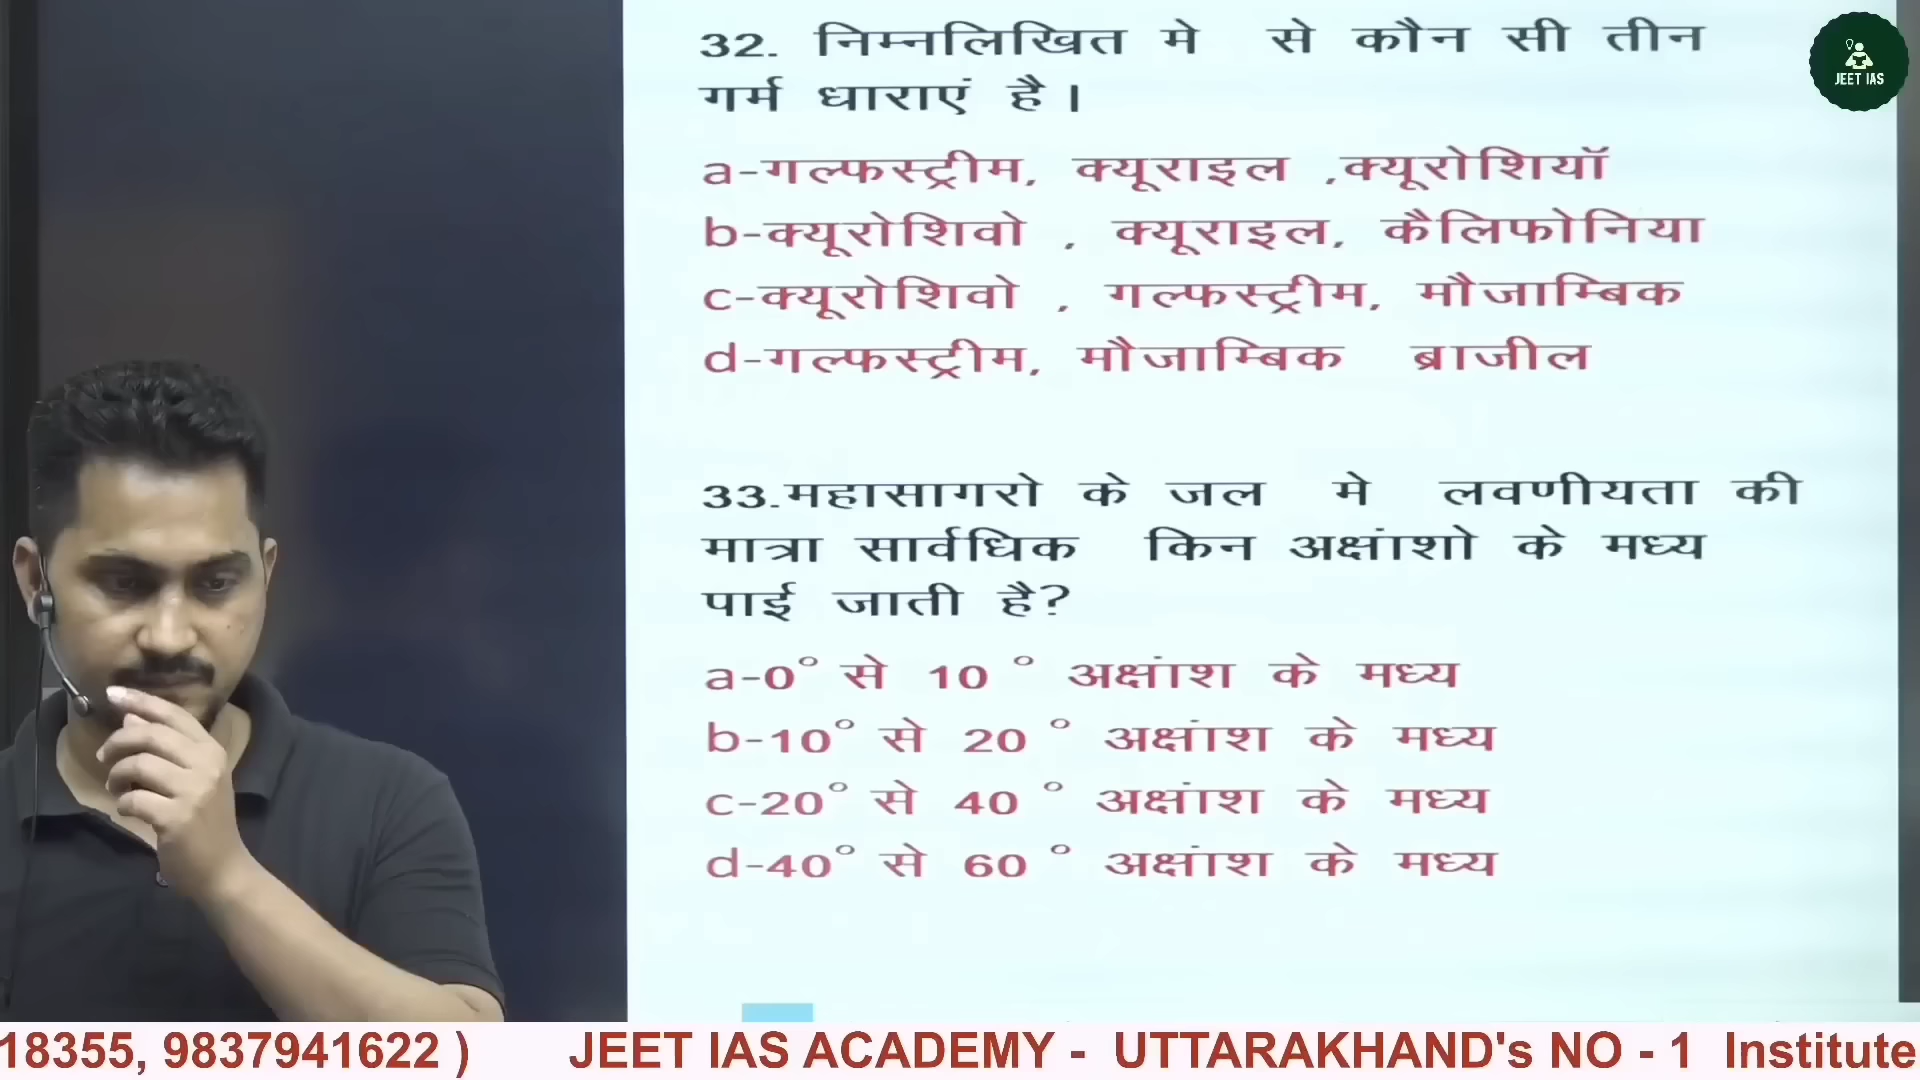 32. निम्नलिखित मे से कौन सी तीन
गर्म धाराएं है ।
a-गल्फस्ट्रीम, क्यूराइल ,क्यूरोशियॉ
b-क्यूरोशिवो , क्यूराइल, कैलिफोनिया
c-क्यूरोशिवो , गल्फस्ट्रीम, मौजाम्बिक
d-गल्फस्ट्रीम, मौजाम्बिक ब्राजील
33.महासागरो के जल मे लवणीयता की
मात्रा सार्वधिक किन अक्षांशो के मध्य
पाई जाती है?
a-0° से 10 ° अक्षांश के मध्य
b-10° से 20 ° अक्षांश के मध्य
c-20° से 40 ° अक्षांश के मध्य
d-40° से 60 ° अक्षांश के मध्य
JEET IAS
18355, 9837941622 ) JEET IAS ACADEMY - UTTARAKHAND's NO - 1 Institute